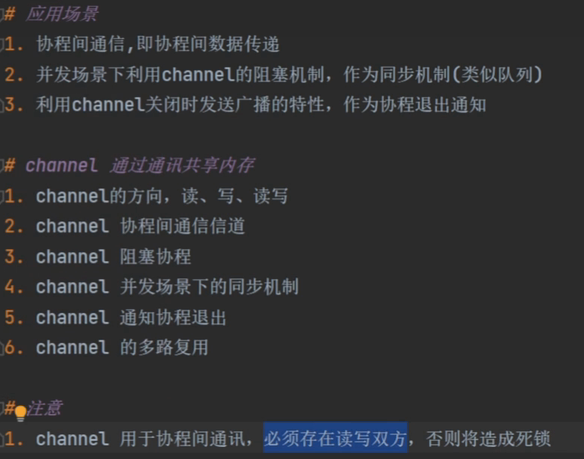 # 应用场景
1. 协程间通信,即协程间数据传递
2. 并发场景下利用channel的阻塞机制，作为同步机制(类似队列)
3. 利用channel关闭时发送广播的特性，作为协程退出通知
# channel 通过通讯共享内存
1. channel的方向，读、写、读写
2. channel 协程间通信信道
3. channel 阻塞协程
4. channel 并发场景下的同步机制
5. channel 通知协程退出
6. channel 的多路复用
# 注意
1. channel 用于协程间通讯，必须存在读写双方，否则将造成死锁